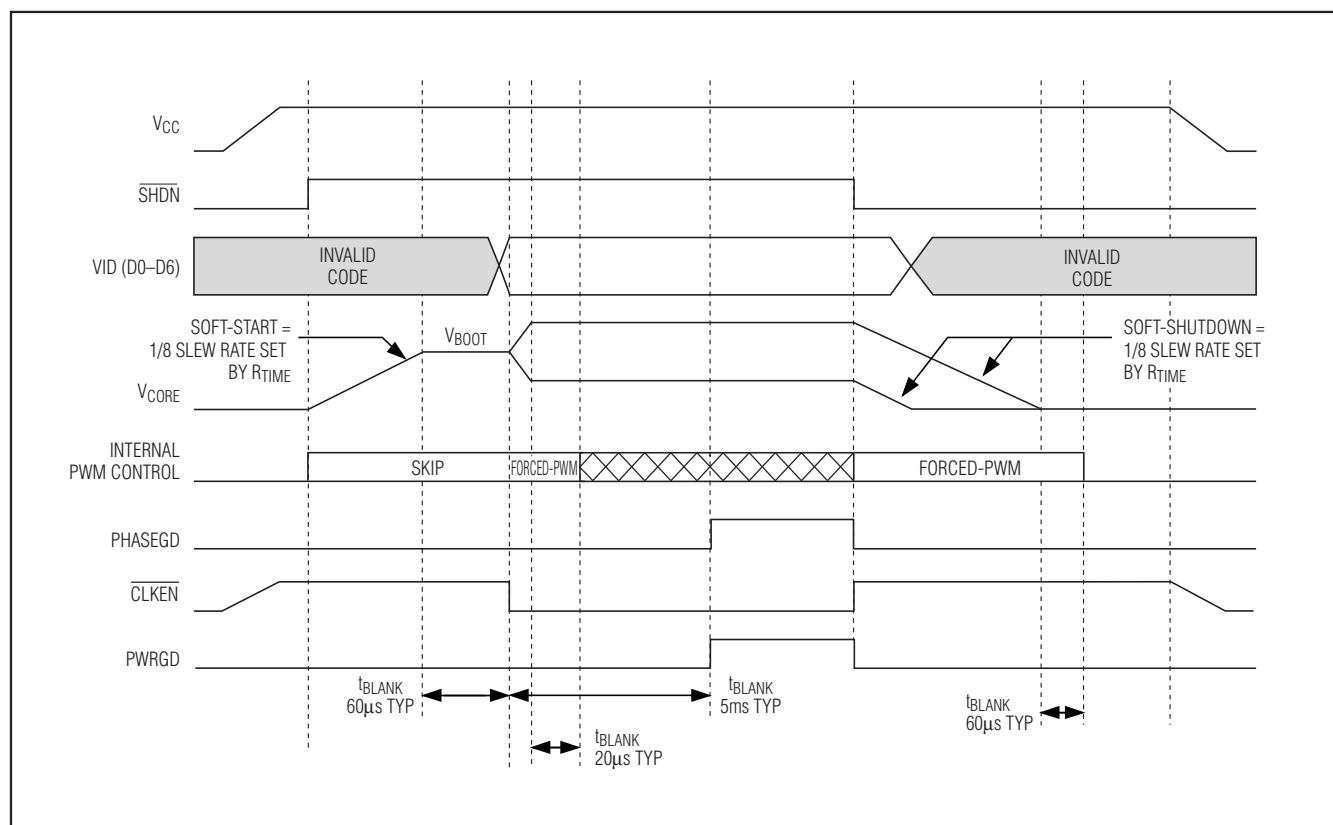 VCC
SHDN
VID (D0–D6)
INVALID
CODE
INVALID
CODE
SOFT-START =
1/8 SLEW RATE SET
BY RTIME
VBOOT
SOFT-SHUTDOWN =
1/8 SLEW RATE SET
BY RTIME
VCORE
INTERNAL
PWM CONTROL
SKIP
FORCED-PWM
FORCED-PWM
PHASEGD
CLKEN
PWRGD
tBLANK
60μs TYP
tBLANK
5ms TYP
tBLANK
60μs TYP
tBLANK
20μs TYP